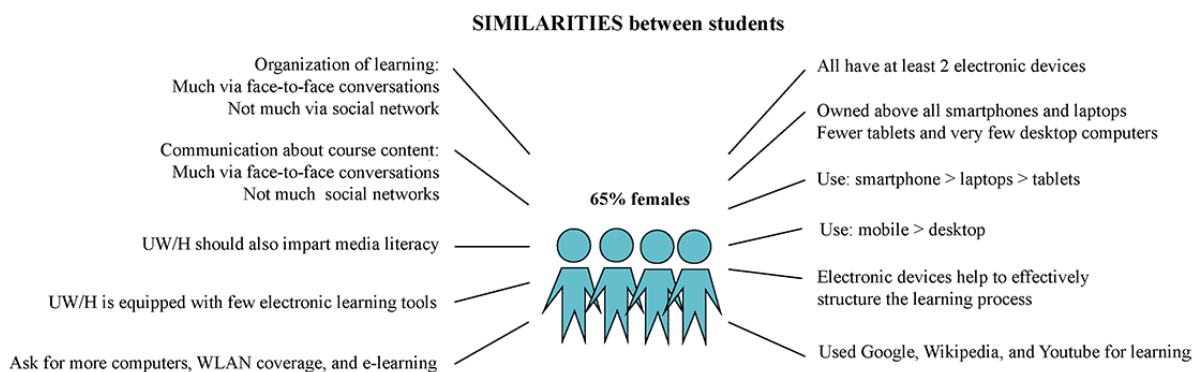 SIMILARITIES between students
Organization of learning:
Much via face-to-face conversations
Not much via social network
Communication about course content:
Much via face-to-face conversations
Not much social networks
UW/H should also impart media literacy
UW/H is equipped with few electronic learning tools
Ask for more computers, WLAN coverage, and e-learning
65% females
All have at least 2 electronic devices
Owned above all smartphones and laptops
Fewer tablets and very few desktop computers
Use: smartphone > laptops > tablets
Use: mobile > desktop
Electronic devices help to effectively
structure the learning process
Used Google, Wikipedia, and Youtube for learning